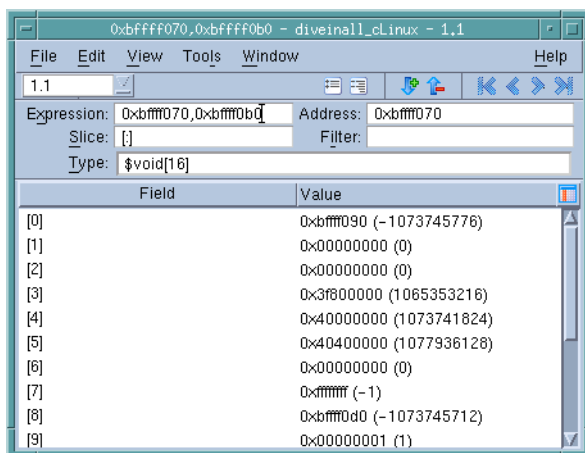 0xbffff070,0xbffff0b0 - diveinall_cLinux - 1.1
File Edit View Tools Window Help
1.1
Expression: 0xbffff070,0xbffff0b0 Address: 0xbffff070
Slice: [:] Filter:
Type: $void[16]
Field Value
[0] 0xbffff090 (-1073745776)
[1] 0x00000000 (0)
[2] 0x00000000 (0)
[3] 0x3f800000 (1065353216)
[4] 0x40000000 (1073741824)
[5] 0x40400000 (1077936128)
[6] 0x00000000 (0)
[7] 0xffffffff (-1)
[8] 0xbffff0d0 (-1073745712)
[9] 0x00000001 (1)